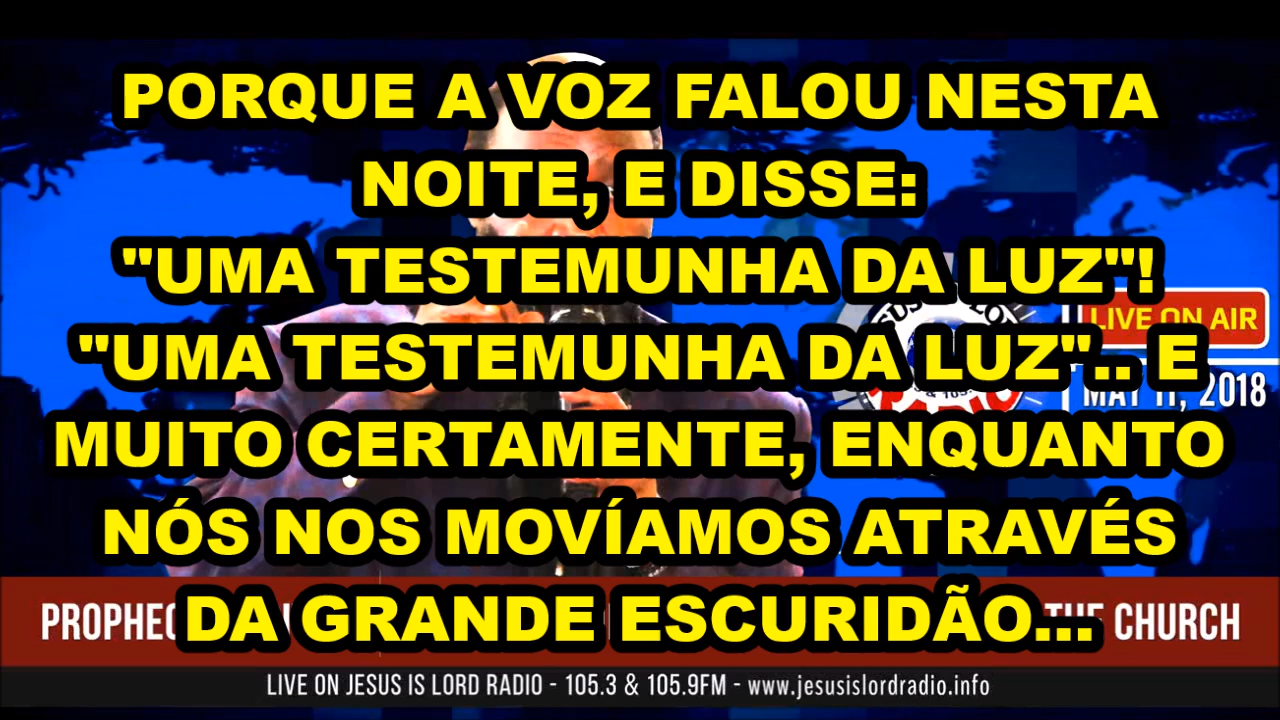 PORQUE A VOZ FALOU NESTA
NOITE, E DISSE:
"UMA TESTEMUNHA DA LUZ"!
"UMA TESTEMUNHA DA LUZ".. E
MUITO CERTAMENTE, ENQUANTO
NÓS NOS MOVÍAMOS ATRAVÉS
DA GRANDE ESCURIDÃO...
LIVE ON AIR
MAY 11, 2018
THE CHURCH
LIVE ON JESUS IS LORD RADIO - 105.3 & 105.9FM - www.jesusislordradio.info